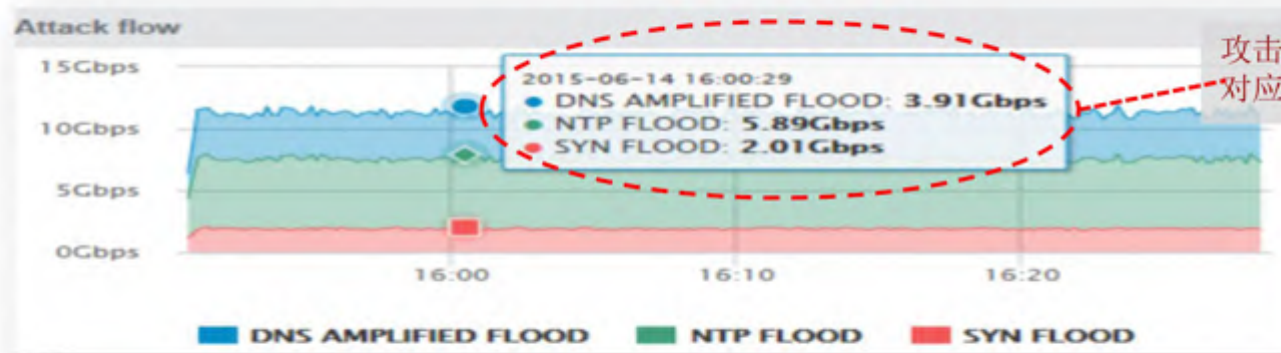 Attack flow
15Gbps
攻击
对应
2015-06-14 16:00:29
DNS AMPLIFIED FLOOD: 3.91Gbps
10Gbps
NTP FLOOD: 5.89Gbps
SYN FLOOD: 2.01Gbps
5Gbps
0Gbps
16:00 16:10 16:20
DNS AMPLIFIED FLOOD NTP FLOOD SYN FLOOD